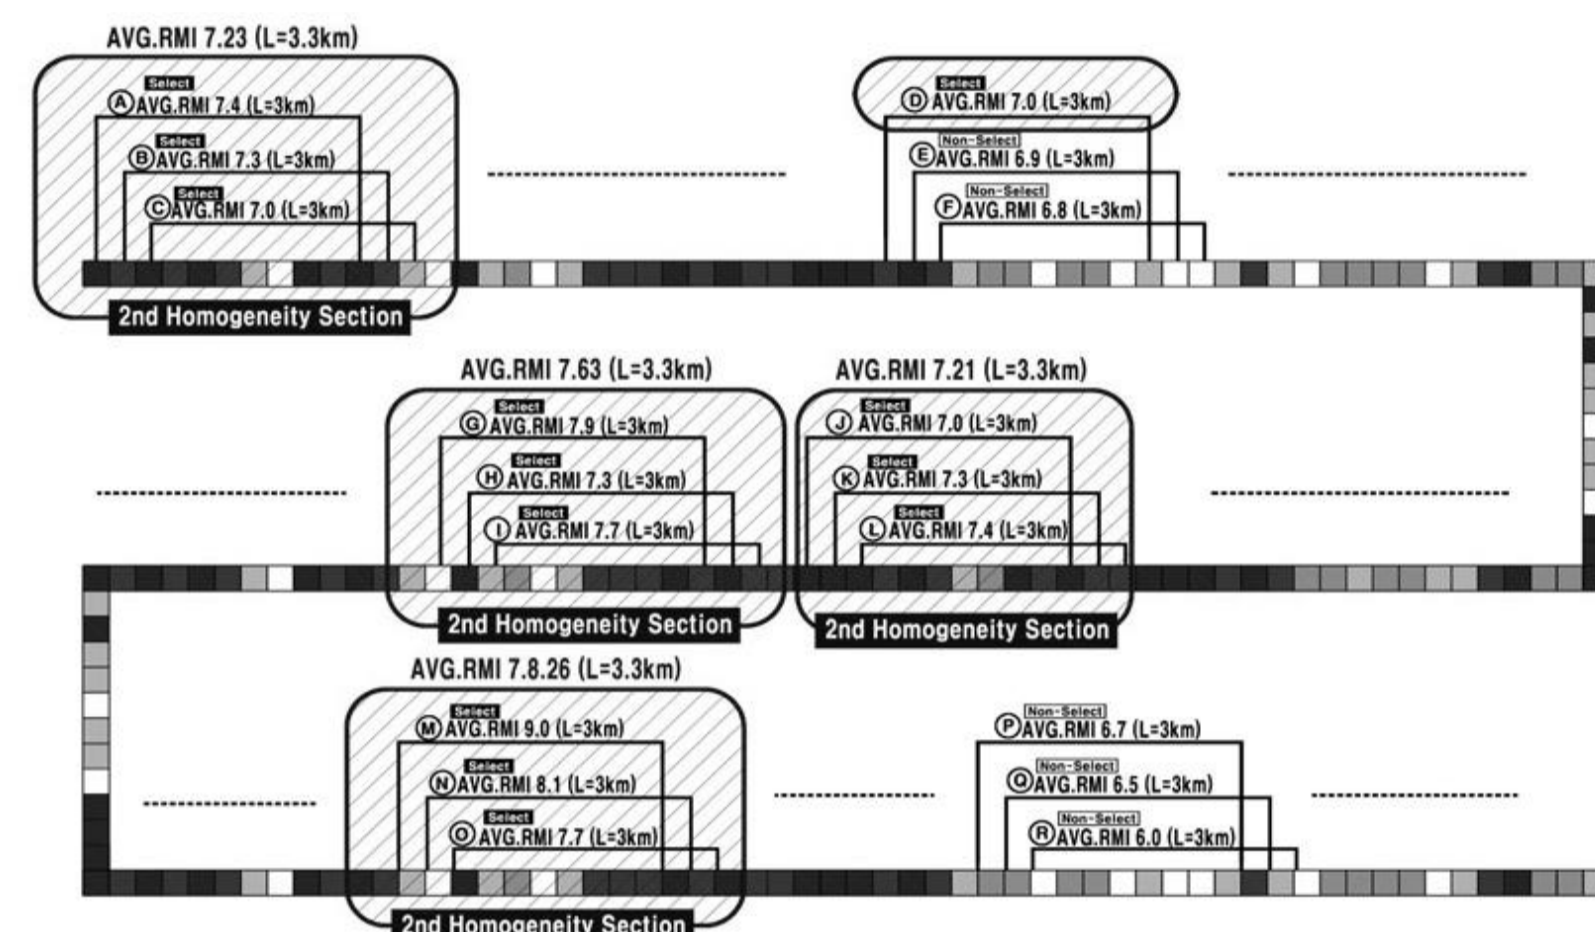 AVG.RMI 7.23 (L=3.3km)
Select
A AVG.RMI 7.4 (L=3km)
Select
B AVG.RMI 7.3 (L=3km)
Select
C AVG.RMI 7.0 (L=3km)
2nd Homogeneity Section
Select
D AVG.RMI 7.0 (L=3km)
Non-Select
E AVG.RMI 6.9 (L=3km)
Non-Select
F AVG.RMI 6.8 (L=3km)
AVG.RMI 7.63 (L=3.3km)
Select
G AVG.RMI 7.9 (L=3km)
Select
H AVG.RMI 7.3 (L=3km)
Select
I AVG.RMI 7.7 (L=3km)
2nd Homogeneity Section
AVG.RMI 7.21 (L=3.3km)
Select
J AVG.RMI 7.0 (L=3km)
Select
K AVG.RMI 7.3 (L=3km)
Select
L AVG.RMI 7.4 (L=3km)
2nd Homogeneity Section
AVG.RMI 7.8.26 (L=3.3km)
Select
M AVG.RMI 9.0 (L=3km)
Select
N AVG.RMI 8.1 (L=3km)
Select
O AVG.RMI 7.7 (L=3km)
2nd Homogeneity Section
Non-Select
P AVG.RMI 6.7 (L=3km)
Non-Select
Q AVG.RMI 6.5 (L=3km)
Non-Select
R AVG.RMI 6.0 (L=3km)